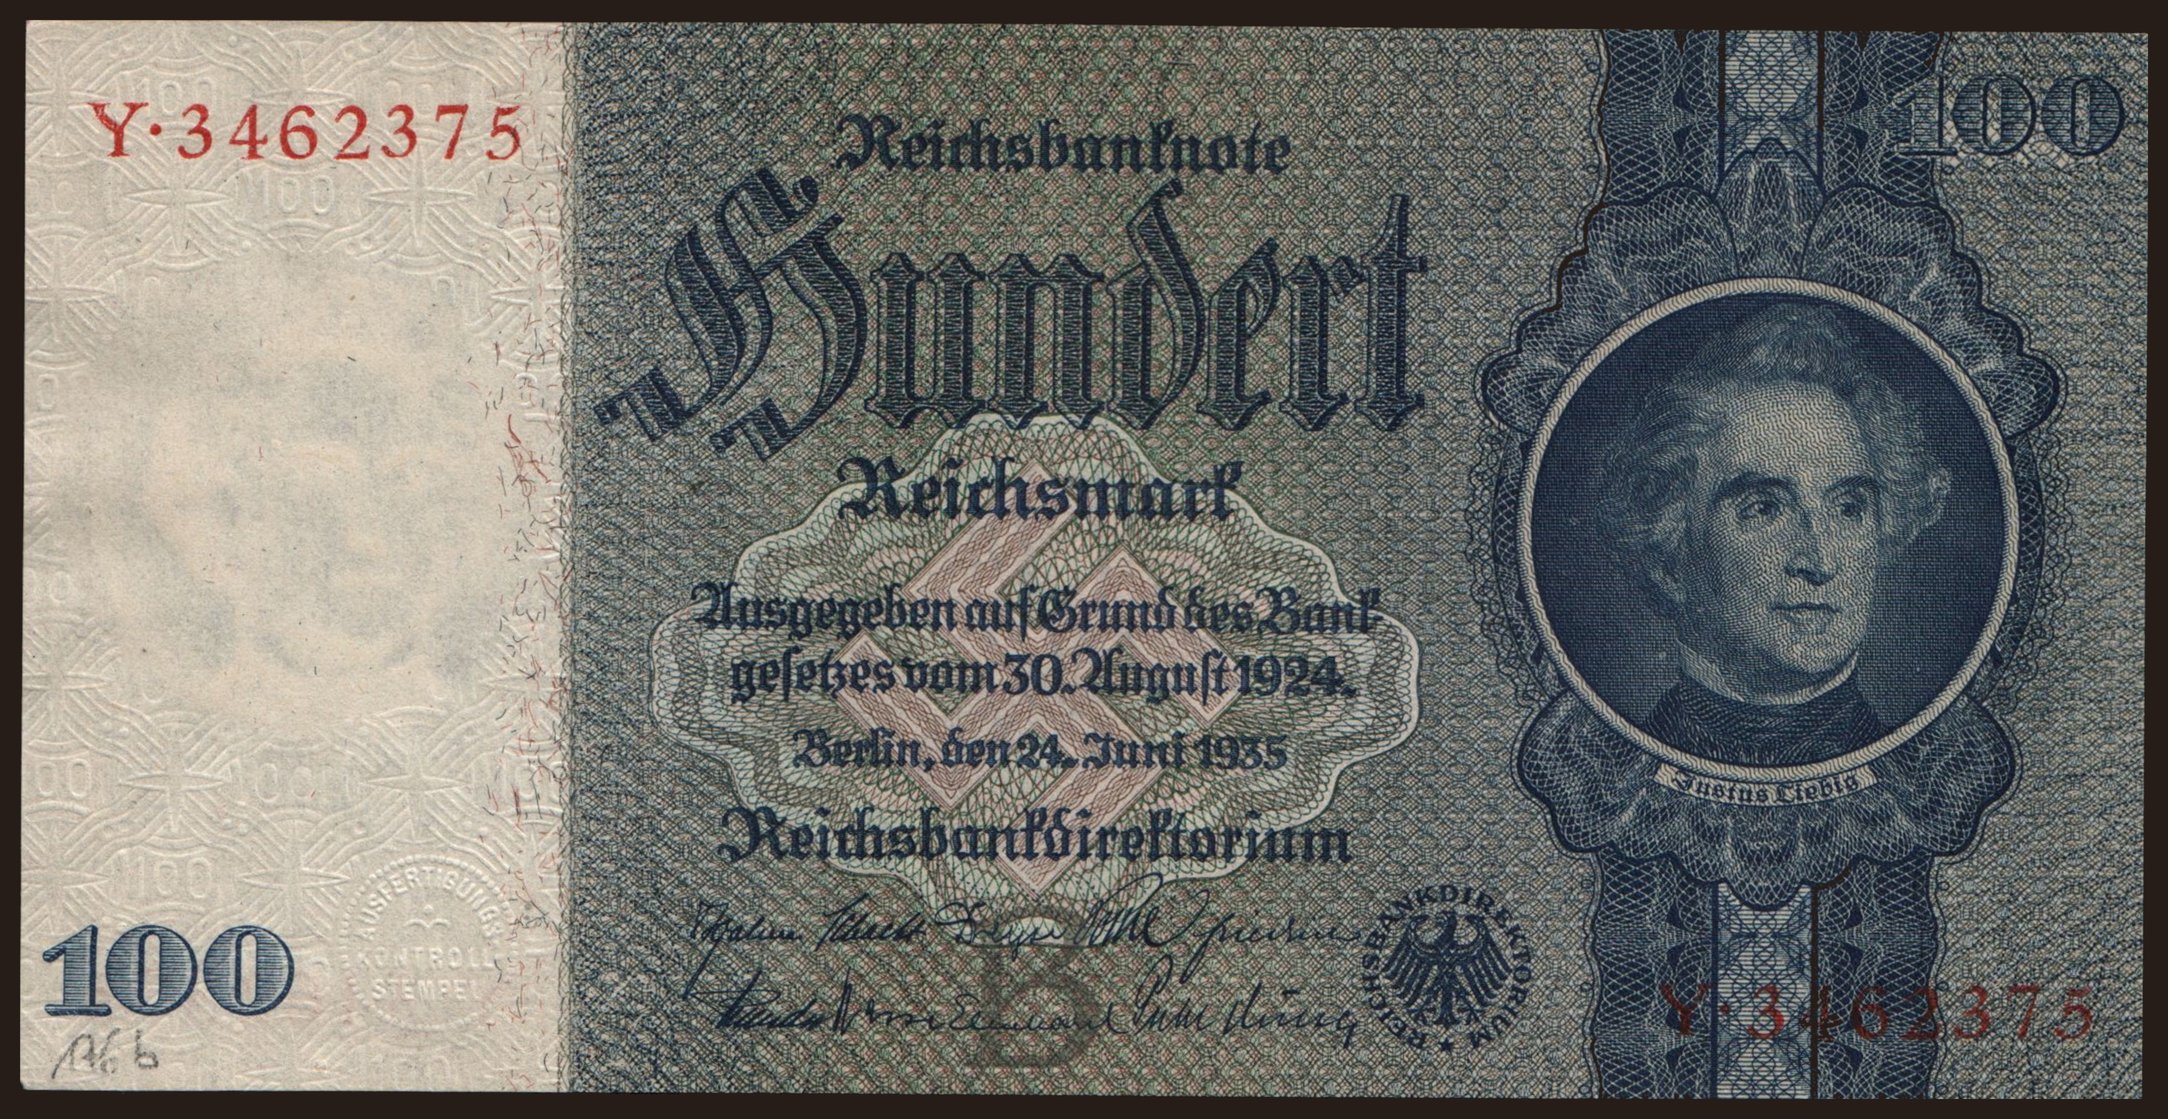 Y·3462375
100
Reichsbanknote
Hundert
Reichsmark
Ausgegeben auf Grund des Bank-
gesetzes vom 30. August 1924.
Berlin, den 24. Juni 1935
Reichsbankdirektorium
Justus Liebig
REICHSBANKDIREKTORIUM
B
Y·3462375
100
AUSFERTIGUNGS-
KONTROLL
STEMPEL